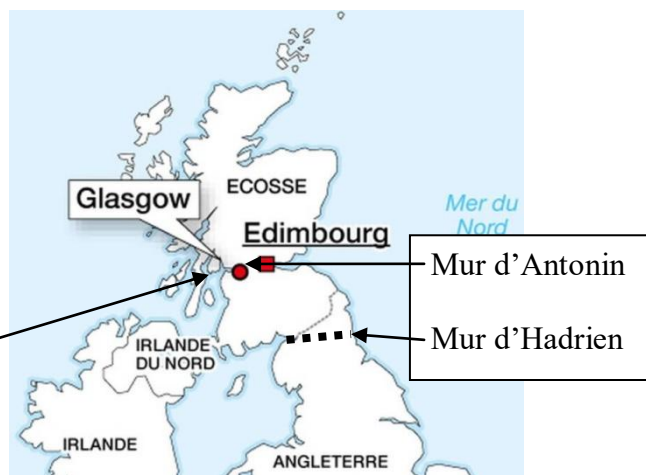 ECOSSE
Glasgow
Mer du
Nord
Edimbourg
Mur d’Antonin
Mur d’Hadrien
IRLANDE
DU NORD
IRLANDE
ANGLETERRE